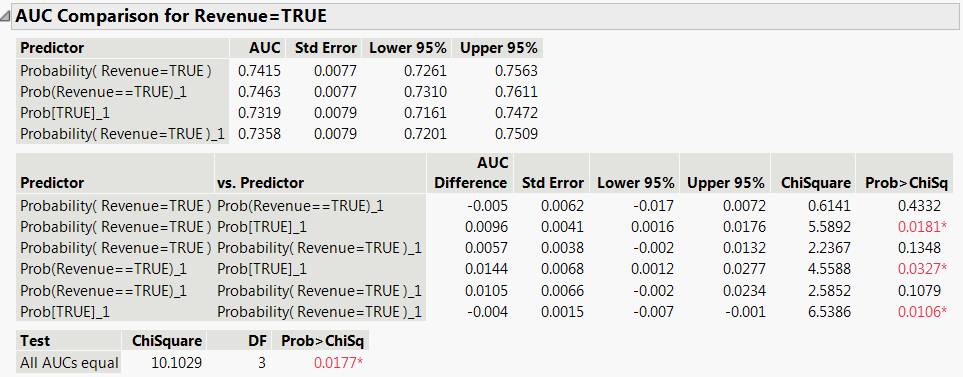 AUC Comparison for Revenue=TRUE
Predictor AUC Std Error Lower 95% Upper 95%
Probability( Revenue=TRUE ) 0.7415 0.0077 0.7261 0.7563
Prob(Revenue==TRUE)_1 0.7463 0.0077 0.7310 0.7611
Prob[TRUE]_1 0.7319 0.0079 0.7161 0.7472
Probability( Revenue=TRUE )_1 0.7358 0.0079 0.7201 0.7509
AUC
Predictor vs. Predictor Difference Std Error Lower 95% Upper 95% ChiSquare Prob>ChiSq
Probability( Revenue=TRUE ) Prob(Revenue==TRUE)_1 -0.005 0.0062 -0.017 0.0072 0.6141 0.4332
Probability( Revenue=TRUE ) Prob[TRUE]_1 0.0096 0.0041 0.0016 0.0176 5.5892 0.0181*
Probability( Revenue=TRUE ) Probability( Revenue=TRUE )_1 0.0057 0.0038 -0.002 0.0132 2.2367 0.1348
Prob(Revenue==TRUE)_1 Prob[TRUE]_1 0.0144 0.0068 0.0012 0.0277 4.5588 0.0327*
Prob(Revenue==TRUE)_1 Probability( Revenue=TRUE )_1 0.0105 0.0066 -0.002 0.0234 2.5852 0.1079
Prob[TRUE]_1 Probability( Revenue=TRUE )_1 -0.004 0.0015 -0.007 -0.001 6.5386 0.0106*
Test ChiSquare DF Prob>ChiSq
All AUCs equal 10.1029 3 0.0177*